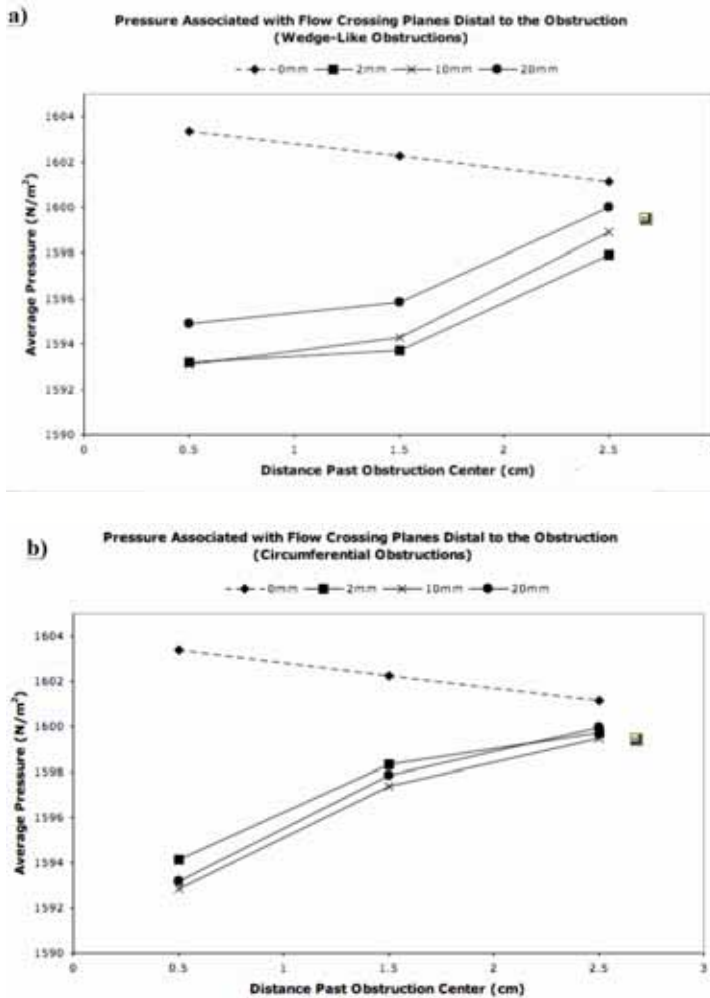 a)
Pressure Associated with Flow Crossing Planes Distal to the Obstruction
(Wedge-Like Obstructions)
0mm 2mm 10mm 20mm
1604
1602
1600
1598
1596
1594
1592
1590
Average Pressure (N/m²)
0 0.5 1 1.5 2 2.5
Distance Past Obstruction Center (cm)
b)
Pressure Associated with Flow Crossing Planes Distal to the Obstruction
(Circumferential Obstructions)
0mm 2mm 10mm 20mm
1604
1602
1600
1598
1596
1594
1592
1590
Average Pressure (N/m²)
0 0.5 1 1.5 2 2.5 3
Distance Past Obstruction Center (cm)